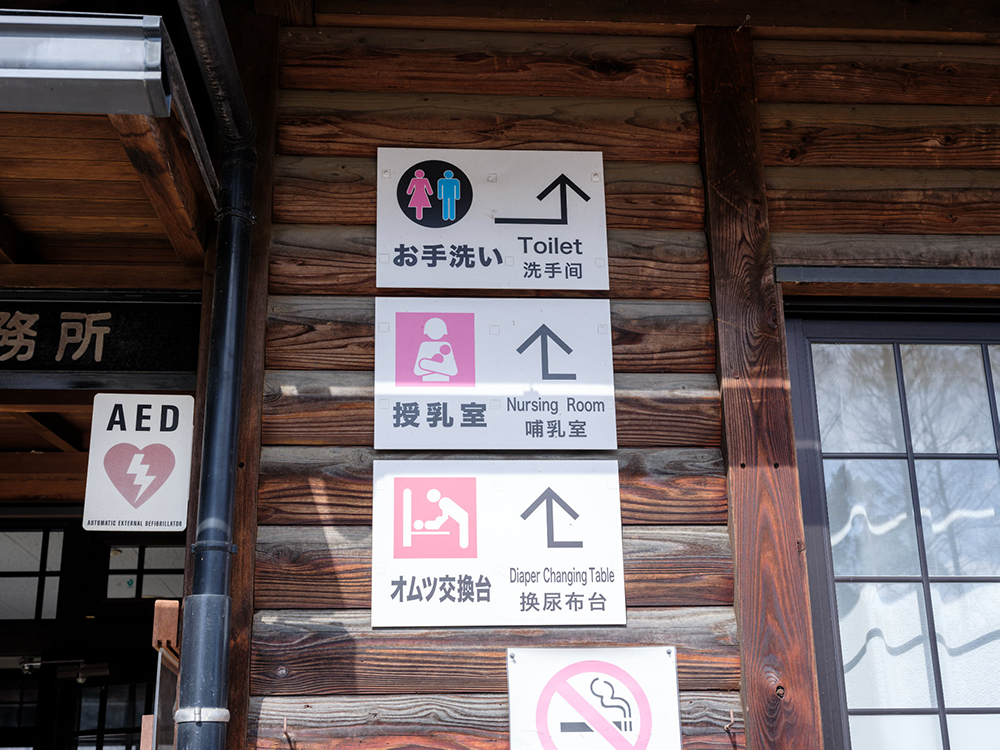 お手洗い
Toilet
洗手间
務所
授乳室
Nursing Room
哺乳室
AED
AUTOMATIC EXTERNAL DEFIBRILLATOR
オムツ交換台
Diaper Changing Table
换尿布台